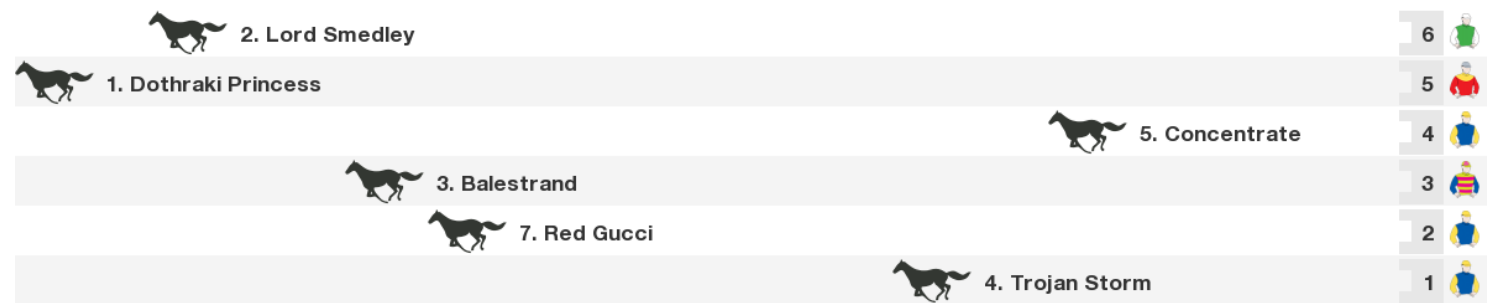 2. Lord Smedley 6
1. Dothraki Princess 5
5. Concentrate 4
3. Balestrand 3
7. Red Gucci 2
4. Trojan Storm 1